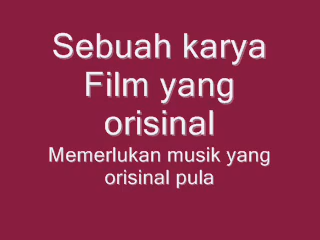 Sebuah karya
Film yang
orisinal
Memerlukan musik yang
orisinal pula